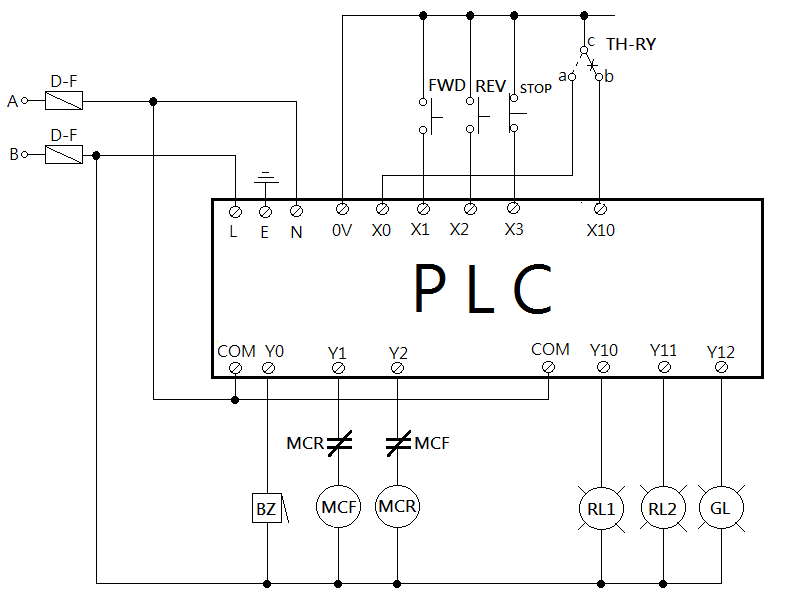 c TH-RY
a b
D-F
FWD REV STOP
A
D-F
B
L E N 0V X0 X1 X2 X3 X10
PLC
COM Y0 Y1 Y2 COM Y10 Y11 Y12
MCR MCF
BZ MCF MCR RL1 RL2 GL